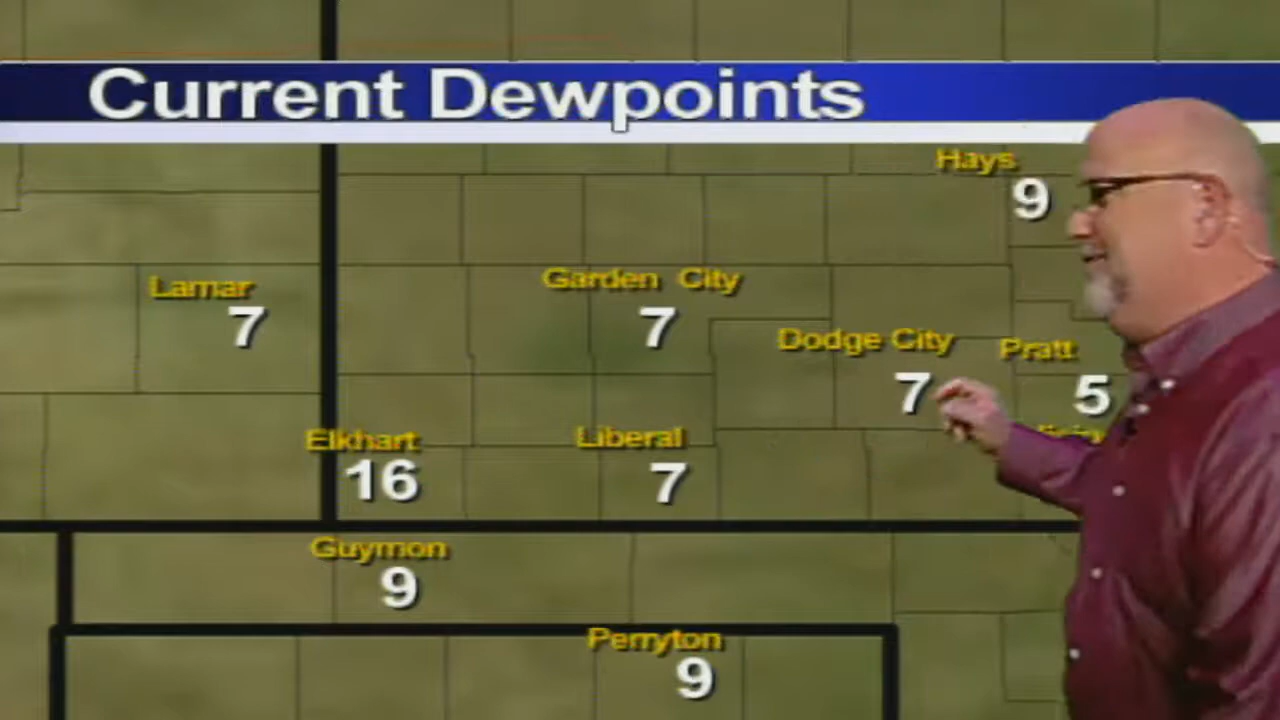 Current Dewpoints
Hays
9
Lamar
7
Garden City
7
Dodge City
7
Pratt
5
Elkhart
16
Liberal
7
Guymon
9
Perryton
9